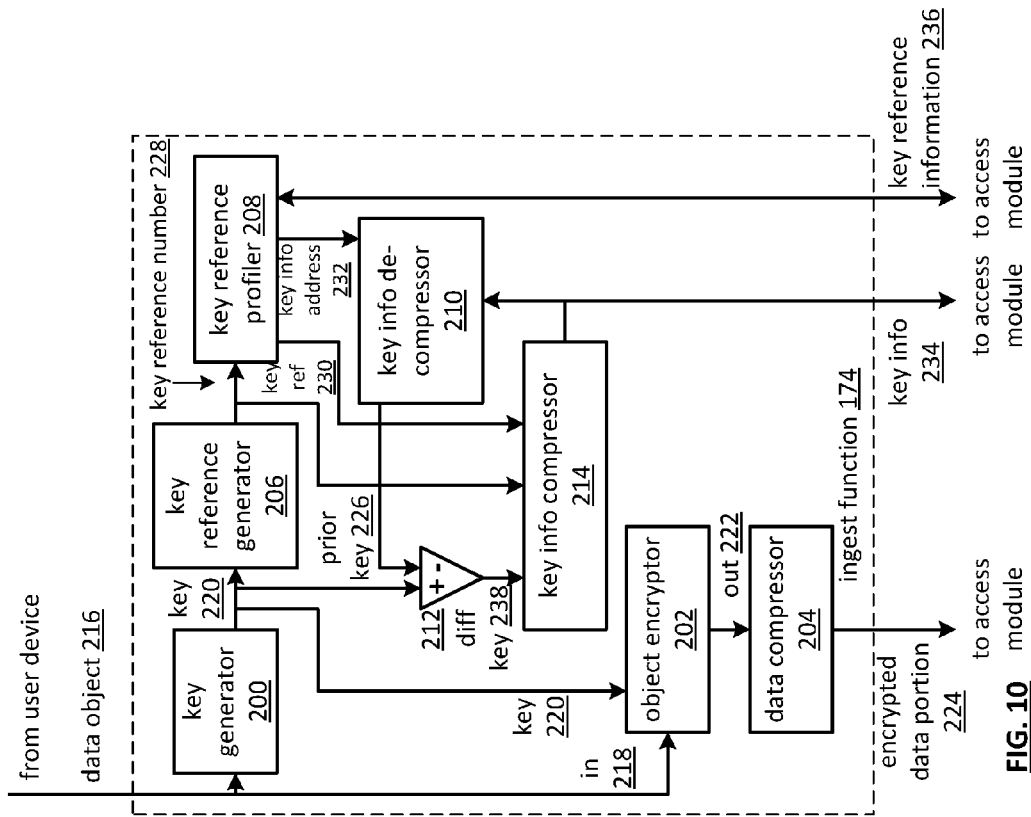 from user device
data object 216
key
generator
200
key
220
key
reference
generator
206
key reference number 228
key reference
profiler 208
key info
address
232
key
ref
230
key info de-
compressor
210
prior
key 226
+ -
212
diff
key 238
key info compressor
214
key
220
in
218
object encryptor
202
out 222
data compressor
204
ingest function 174
encrypted
data portion
224
to access
module
key info
234
to access
module
key reference
information 236
to access
module
FIG. 10